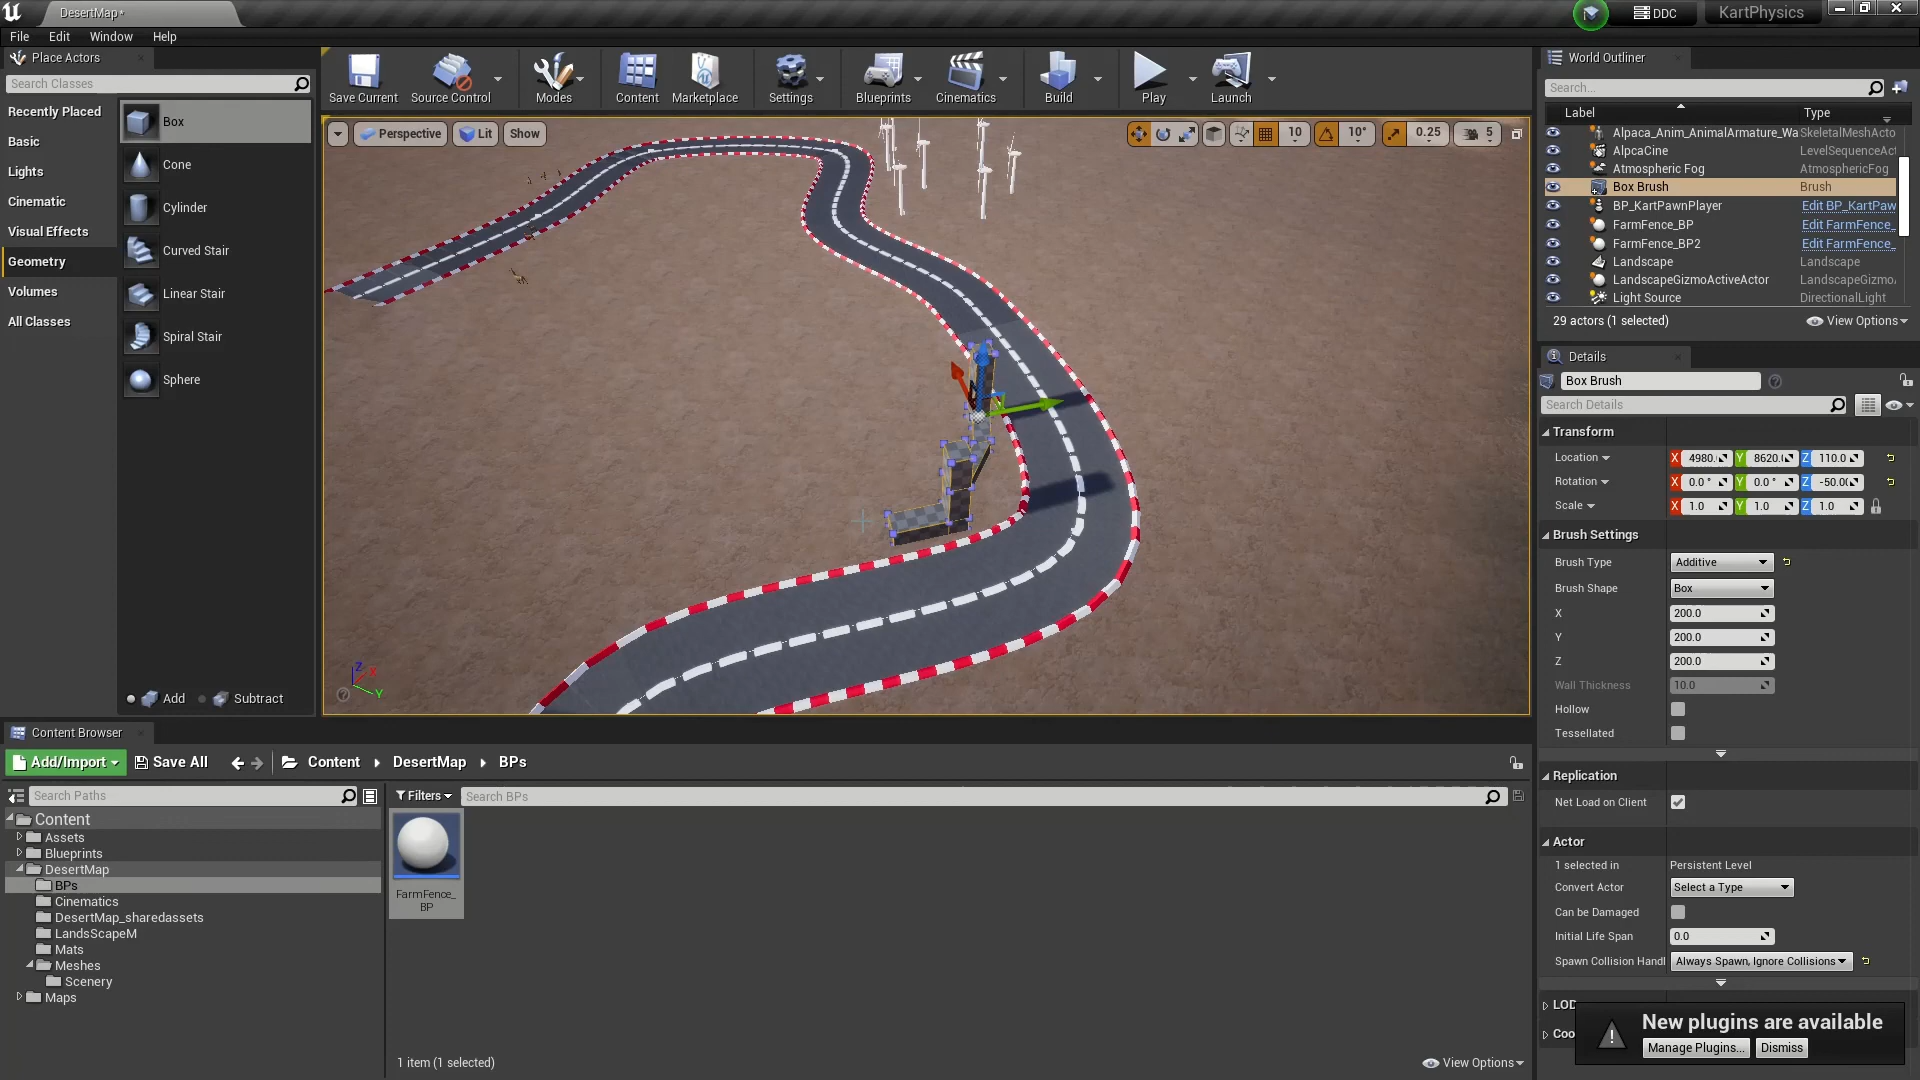 DesertMap*
DDC
KartPhysics
File
Edit
Window
Help
Place Actors
Search Classes
Recently Placed
Basic
Lights
Cinematic
Visual Effects
Geometry
Volumes
All Classes
Box
Cone
Cylinder
Curved Stair
Linear Stair
Spiral Stair
Sphere
Add
Subtract
Save Current
Source Control
Modes
Content
Marketplace
Settings
Blueprints
Cinematics
Build
Play
Launch
Perspective
Lit
Show
10
10°
0.25
5
Z
X
Y
World Outliner
Search...
Label
Type
Alpaca_Anim_AnimalArmature_Wa
SkeletalMeshActo
AlpcaCine
LevelSequenceAct
Atmospheric Fog
AtmosphericFog
Box Brush
Brush
BP_KartPawnPlayer
Edit BP_KartPaw
FarmFence_BP
Edit FarmFence_
FarmFence_BP2
Edit FarmFence_
Landscape
Landscape
LandscapeGizmoActiveActor
LandscapeGizmo
Light Source
DirectionalLight
29 actors (1 selected)
View Options
Details
Box Brush
Search Details
Transform
Location
X 4980.
Y 8620.
Z 110.0
Rotation
X 0.0 °
Y 0.0 °
Z -50.0
Scale
X 1.0
Y 1.0
Z 1.0
Brush Settings
Brush Type
Additive
Brush Shape
Box
X
200.0
Y
200.0
Z
200.0
Wall Thickness
10.0
Hollow
Tessellated
Replication
Net Load on Client
Actor
1 selected in
Persistent Level
Convert Actor
Select a Type
Can be Damaged
Initial Life Span
0.0
Spawn Collision Handl
Always Spawn, Ignore Collisions
LOD
Coo
New plugins are available
Manage Plugins...
Dismiss
Content Browser
Add/Import
Save All
Content
DesertMap
BPs
Search Paths
Filters
Search BPs
Content
Assets
Blueprints
DesertMap
BPs
Cinematics
DesertMap_sharedassets
LandsScapeM
Mats
Meshes
Scenery
Maps
FarmFence_
BP
1 item (1 selected)
View Options